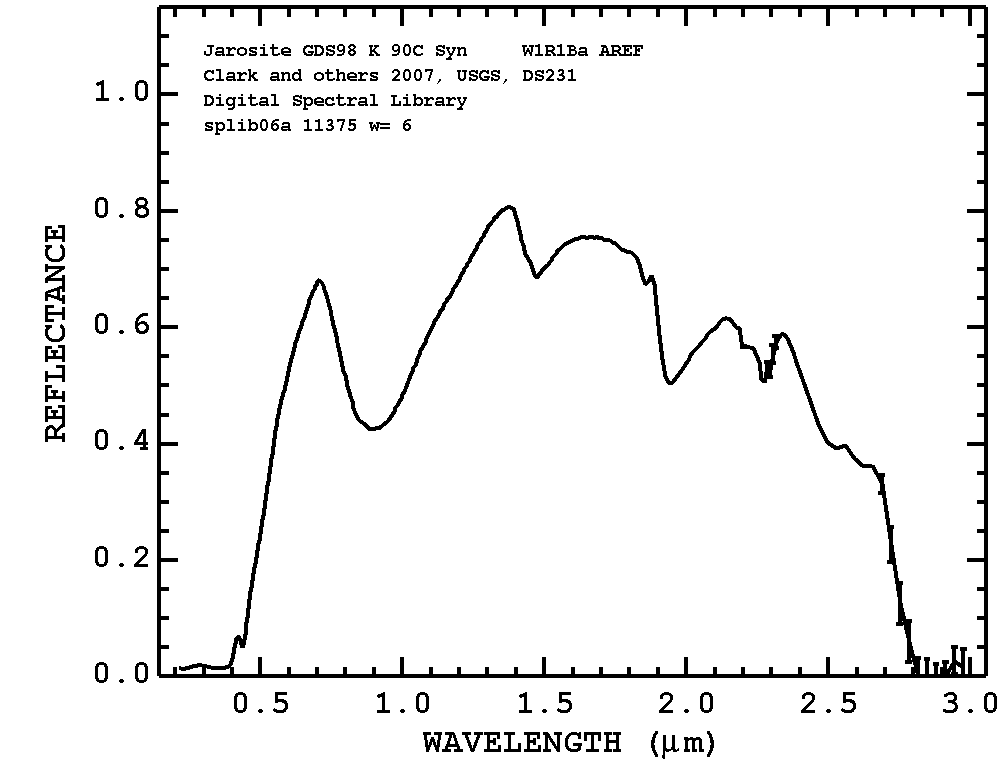 Jarosite GDS98 K 90C Syn W1R1Ba AREF
Clark and others 2007, USGS, DS231
Digital Spectral Library
splib06a 11375 w= 6
1.0
0.8
0.6
0.4
0.2
0.0
REFLECTANCE
0.5 1.0 1.5 2.0 2.5 3.0
WAVELENGTH (μm)